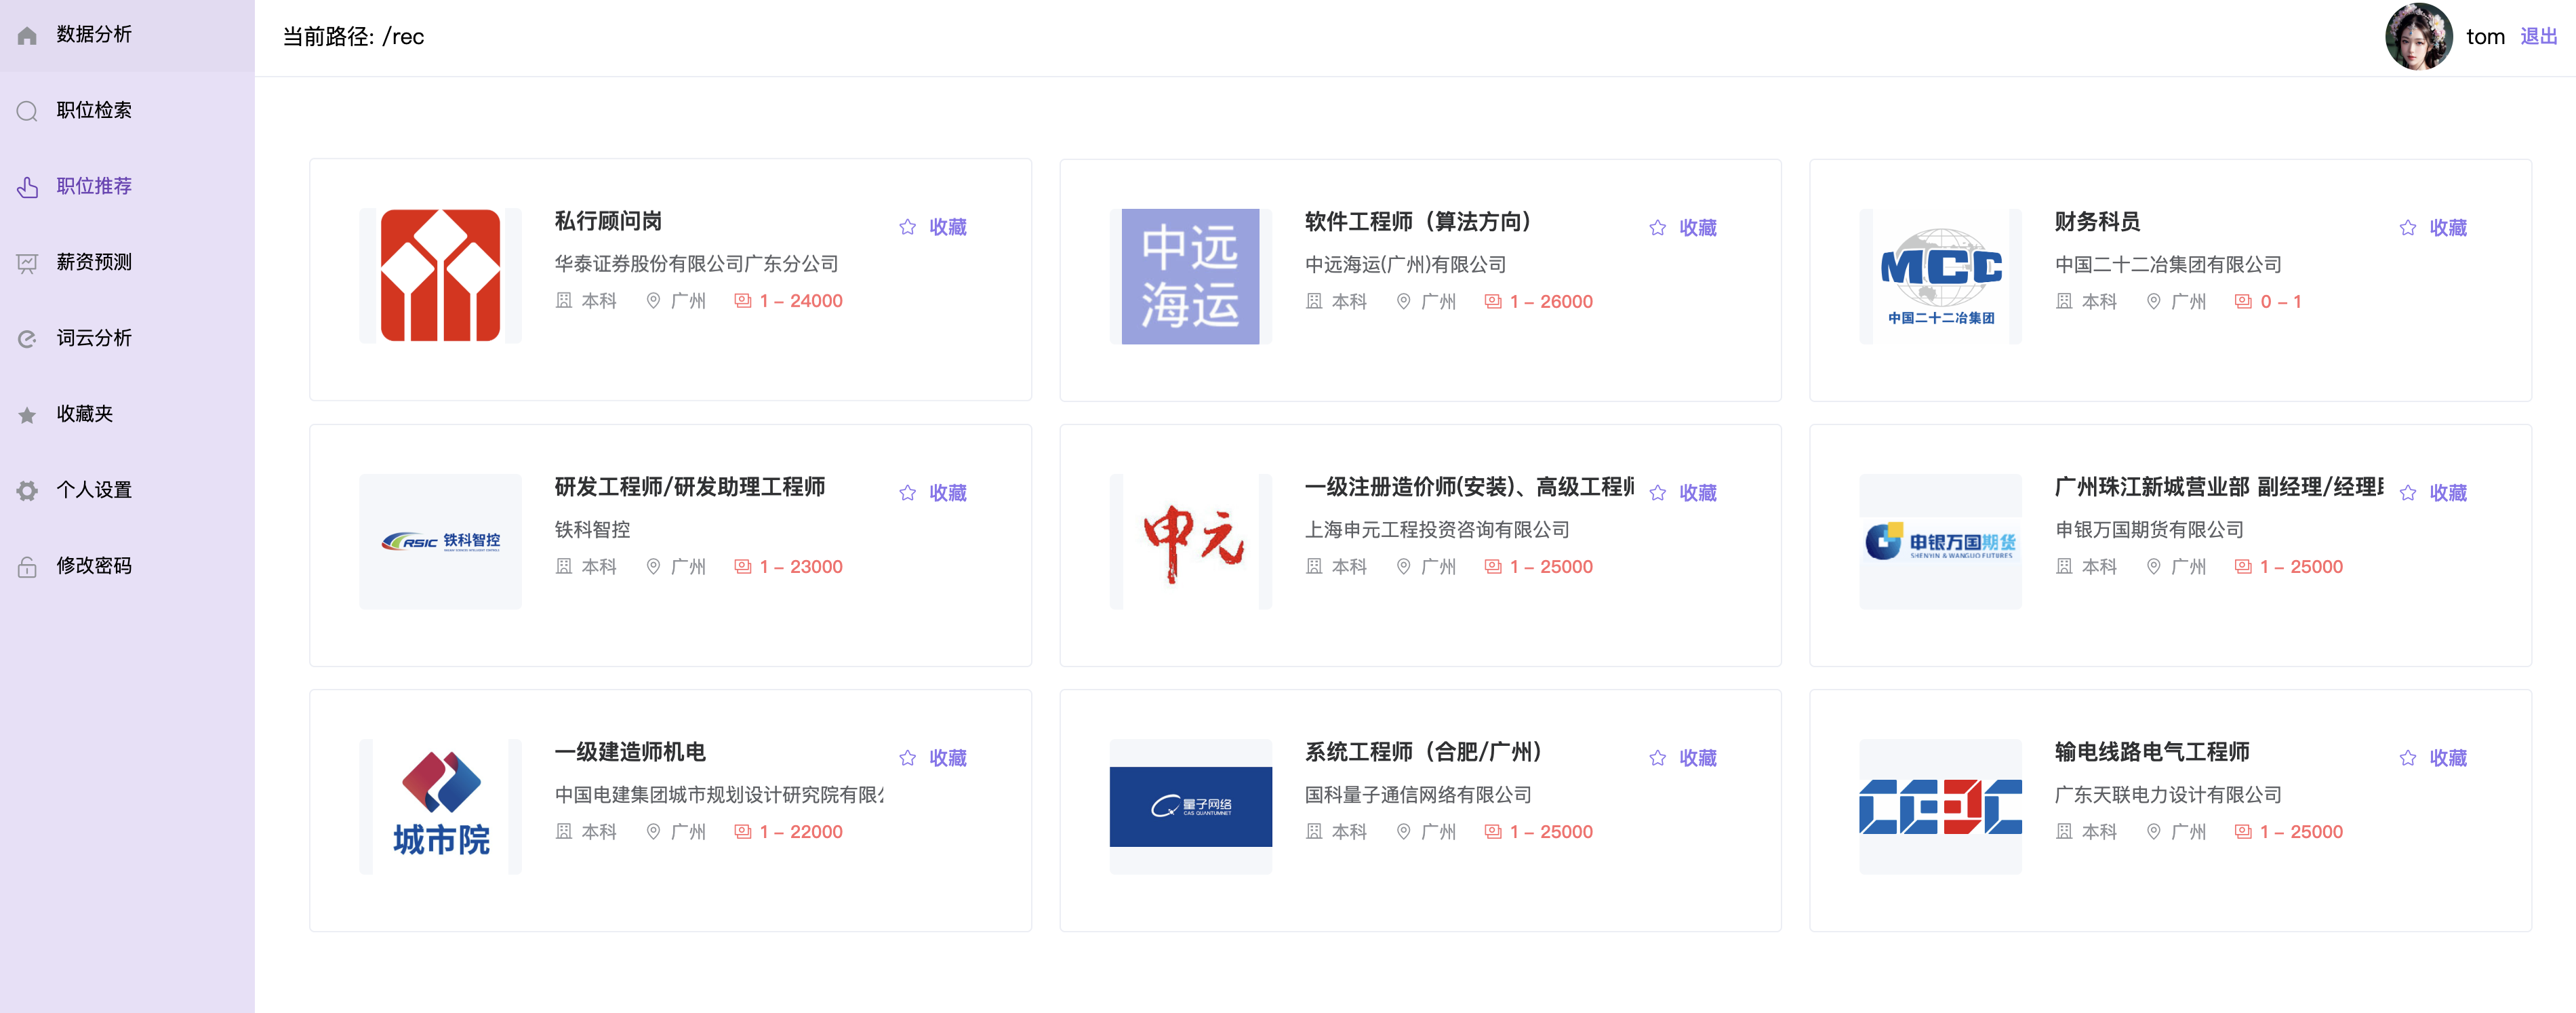 数据分析
职位检索
职位推荐
薪资预测
词云分析
收藏夹
个人设置
修改密码
当前路径: /rec
tom 退出
私行顾问岗
收藏
华泰证券股份有限公司广东分公司
本科 广州 1 – 24000
中远
海运
软件工程师（算法方向）
收藏
中远海运(广州)有限公司
本科 广州 1 – 26000
MCC
中国二十二冶集团
财务科员
收藏
中国二十二冶集团有限公司
本科 广州 0 – 1
RSIC 铁科智控
研发工程师/研发助理工程师
收藏
铁科智控
本科 广州 1 – 23000
申元
一级注册造价师(安装)、高级工程师
收藏
上海申元工程投资咨询有限公司
本科 广州 1 – 25000
申银万国期货
SHENYIN & WANGUO FUTURES
广州珠江新城营业部 副经理/经理
收藏
申银万国期货有限公司
本科 广州 1 – 25000
城市院
一级建造师机电
收藏
中国电建集团城市规划设计研究院有限
本科 广州 1 – 22000
量子网络
CAS QUANTUMNET
系统工程师（合肥/广州）
收藏
国科量子通信网络有限公司
本科 广州 1 – 25000
CEEC
输电线路电气工程师
收藏
广东天联电力设计有限公司
本科 广州 1 – 25000